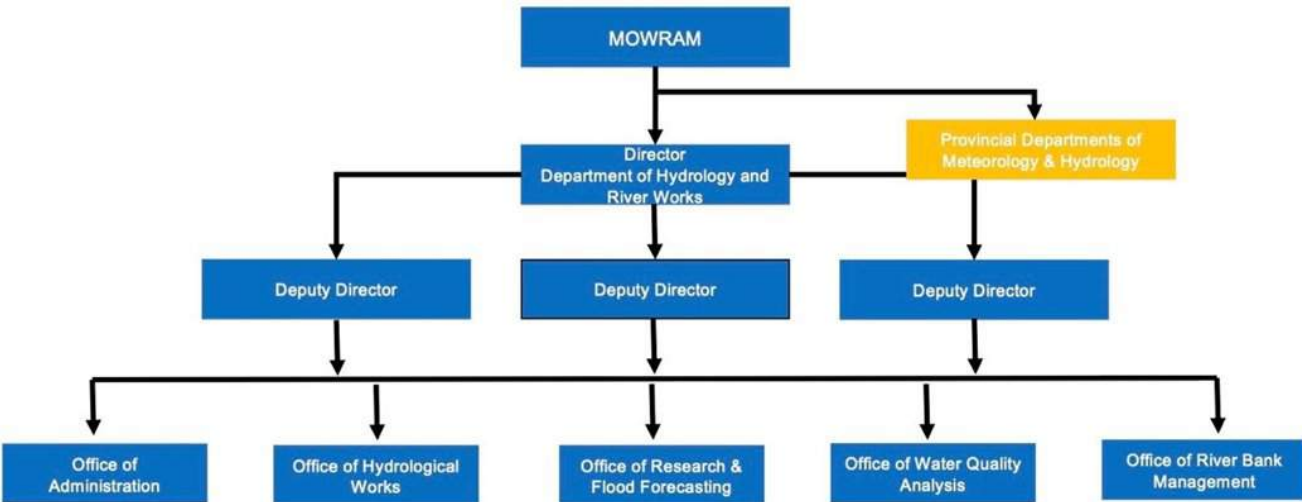 MOWRAM
Provincial Departments of
Meteorology & Hydrology
Director
Department of Hydrology and
River Works
Deputy Director
Deputy Director
Deputy Director
Office of
Administration
Office of Hydrological
Works
Office of Research &
Flood Forecasting
Office of Water Quality
Analysis
Office of River Bank
Management